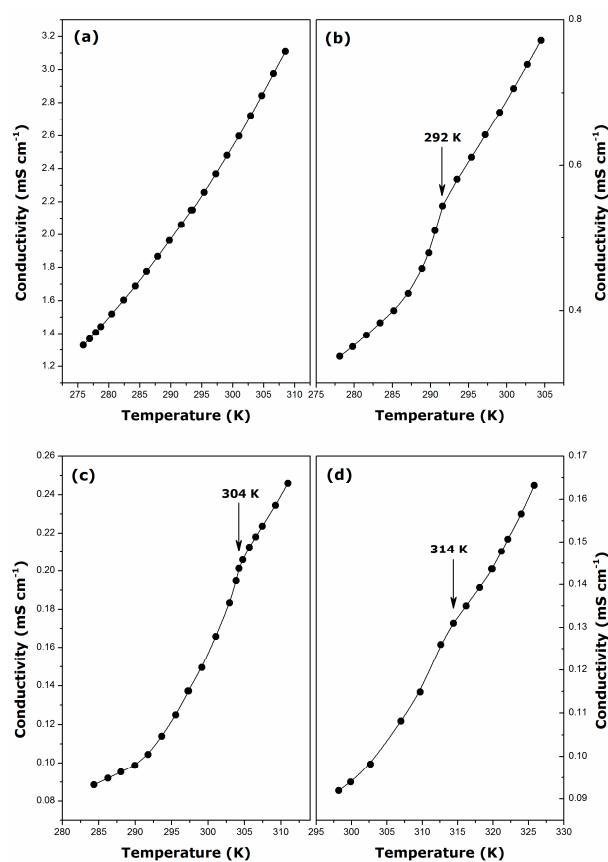 (a)
Conductivity (mS cm⁻¹)
3.2
3.0
2.8
2.6
2.4
2.2
2.0
1.8
1.6
1.4
1.2
275 280 285 290 295 300 305 310
Temperature (K)
(b)
292 K
0.8
0.6
0.4
Conductivity (mS cm⁻¹)
275 280 285 290 295 300 305
Temperature (K)
(c)
304 K
Conductivity (mS cm⁻¹)
0.26
0.24
0.22
0.20
0.18
0.16
0.14
0.12
0.10
0.08
280 285 290 295 300 305 310
Temperature (K)
(d)
314 K
0.17
0.16
0.15
0.14
0.13
0.12
0.11
0.10
0.09
Conductivity (mS cm⁻¹)
295 300 305 310 315 320 325 330
Temperature (K)